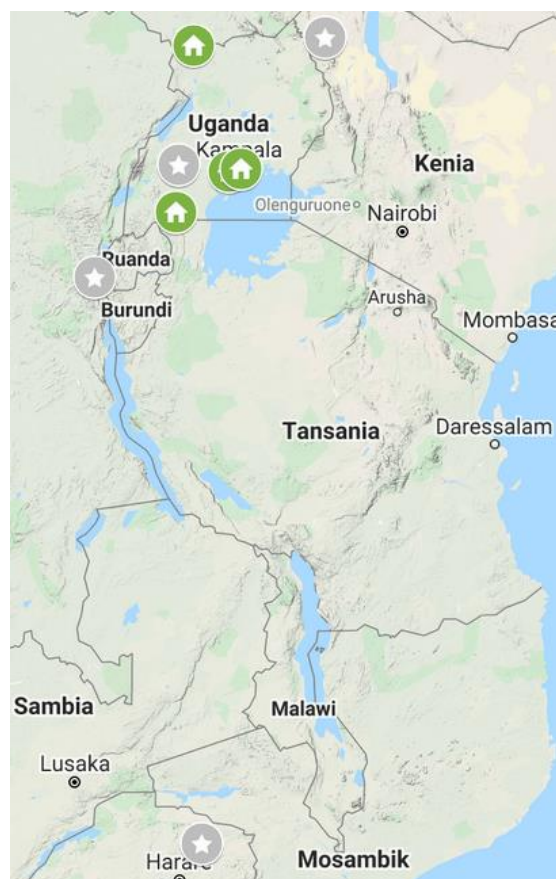 Uganda
Kampala
Kenia
Olenguruone
Nairobi
Ruanda
Burundi
Arusha
Mombasa
Tansania
Daressalam
Sambia
Malawi
Lusaka
Harare
Mosambik